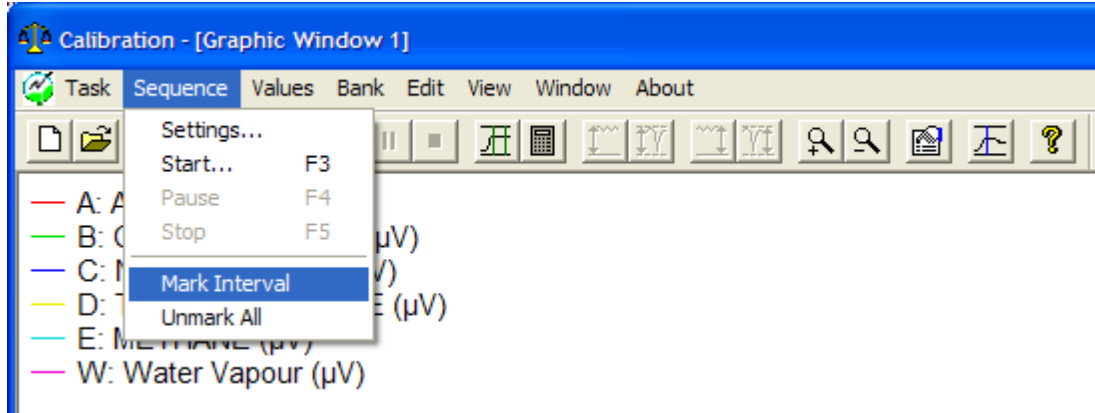 Calibration - [Graphic Window 1]
Task Sequence Values Bank Edit View Window About
Settings...
Start... F3
Pause F4
Stop F5
Mark Interval
Unmark All
A: A
B: (µV)
C: 
D: E (µV)
E: METHANE (µV)
W: Water Vapour (µV)